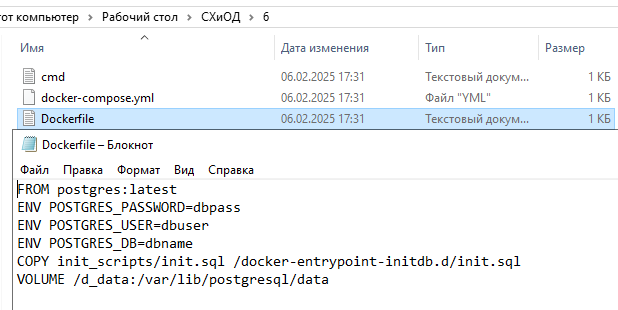 тот компьютер > Рабочий стол > СХиОД > 6
Имя Дата изменения Тип Размер
cmd 06.02.2025 17:31 Текстовый докум... 1 КБ
docker-compose.yml 06.02.2025 17:31 Файл "YML" 1 КБ
Dockerfile 06.02.2025 17:31 Текстовый докум... 1 КБ
Dockerfile – Блокнот
Файл Правка Формат Вид Справка
FROM postgres:latest
ENV POSTGRES_PASSWORD=dbpass
ENV POSTGRES_USER=dbuser
ENV POSTGRES_DB=dbname
COPY init_scripts/init.sql /docker-entrypoint-initdb.d/init.sql
VOLUME /d_data:/var/lib/postgresql/data